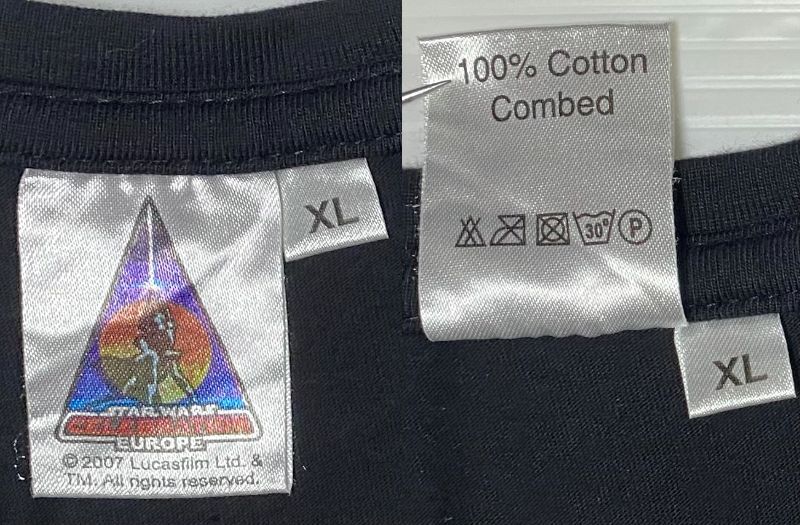 XL
STAR WARS
CELEBRATION
EUROPE
© 2007 Lucasfilm Ltd. &
TM. All rights reserved.
100% Cotton
Combed
30°
P
XL